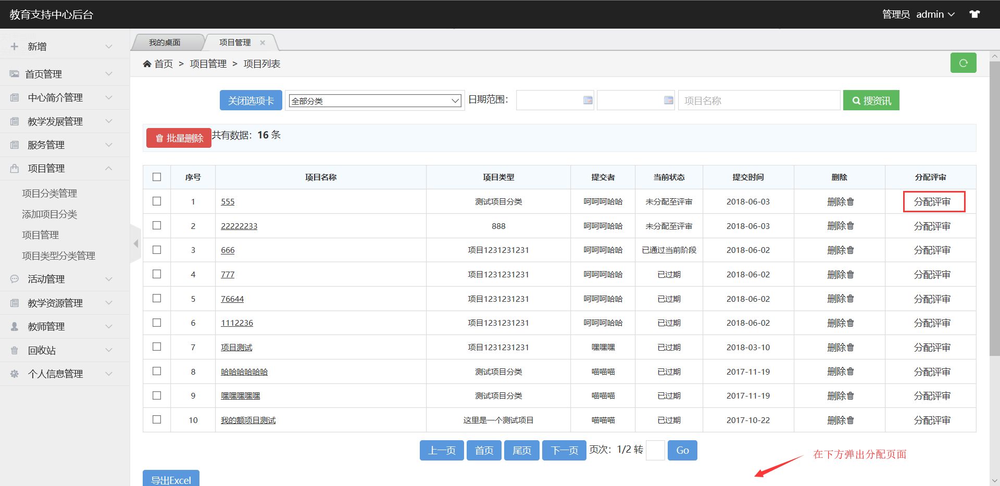 教育支持中心后台
管理员 admin
新增
首页管理
中心简介管理
教学发展管理
服务管理
项目管理
项目分类管理
添加项目分类
项目管理
项目类型分类管理
活动管理
教学资源管理
教师管理
回收站
个人信息管理
我的桌面 项目管理 ×
首页 > 项目管理 > 项目列表
关闭选项卡 全部分类 日期范围： 项目名称 搜资讯
批量删除 共有数据：16 条
序号 项目名称 项目类型 提交者 当前状态 提交时间 删除 分配评审
1 555 测试项目分类 呵呵呵哈哈 未分配至评审 2018-06-03 删除 分配评审
2 22222233 888 呵呵呵哈哈 未分配至评审 2018-06-03 删除 分配评审
3 666 项目1231231231 呵呵呵哈哈 已通过当前阶段 2018-06-02 删除 分配评审
4 777 项目1231231231 呵呵呵哈哈 已过期 2018-06-02 删除 分配评审
5 76644 项目1231231231 呵呵呵哈哈 已过期 2018-06-02 删除 分配评审
6 1112236 项目1231231231 呵呵呵哈哈 已过期 2018-06-02 删除 分配评审
7 项目测试 项目1231231231 嘿嘿嘿 已过期 2018-03-10 删除 分配评审
8 哈哈哈哈哈哈 测试项目分类 喵喵喵 已过期 2017-11-19 删除 分配评审
9 嘿嘿嘿嘿嘿 测试项目分类 喵喵喵 已过期 2017-11-19 删除 分配评审
10 我的额项目测试 这里是一个测试项目 喵喵喵 已过期 2017-10-22 删除 分配评审
上一页 首页 尾页 下一页 页次：1/2 转 Go
在下方弹出分配页面
导出Excel